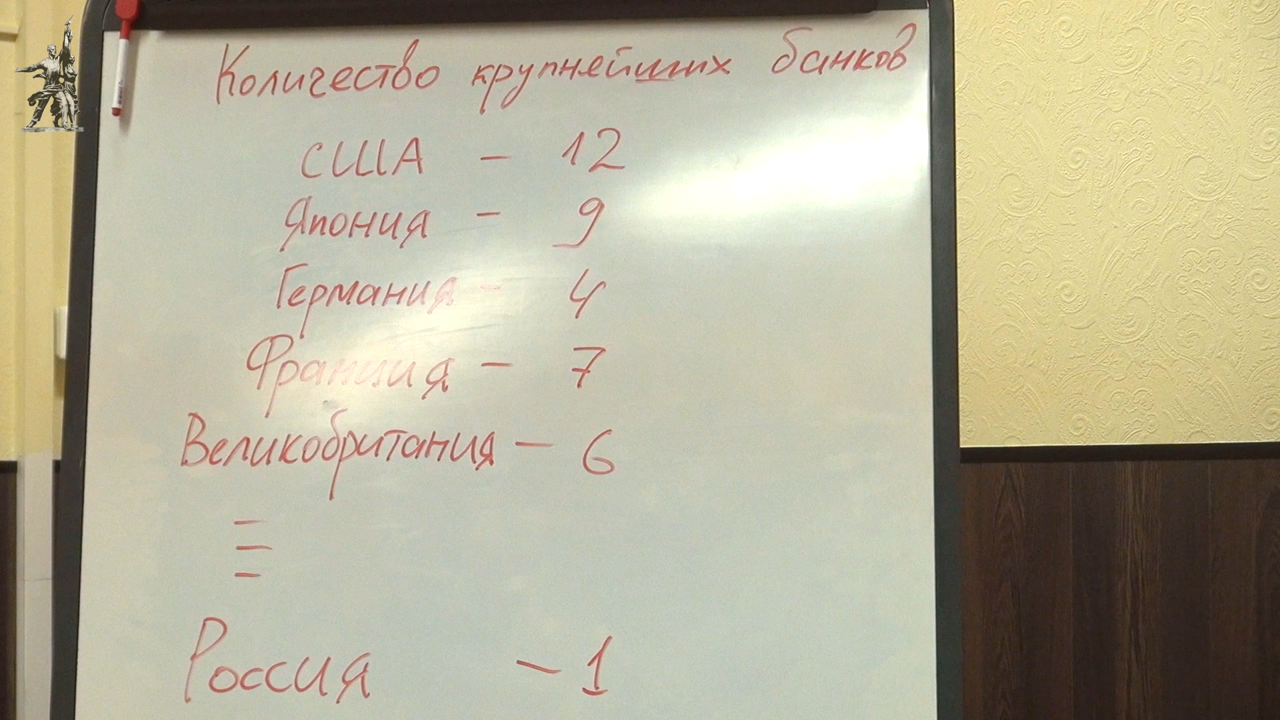 Количество крупнейших банков
США - 12
Япония - 9
Германия - 4
Франция - 7
Великобритания - 6
Россия - 1